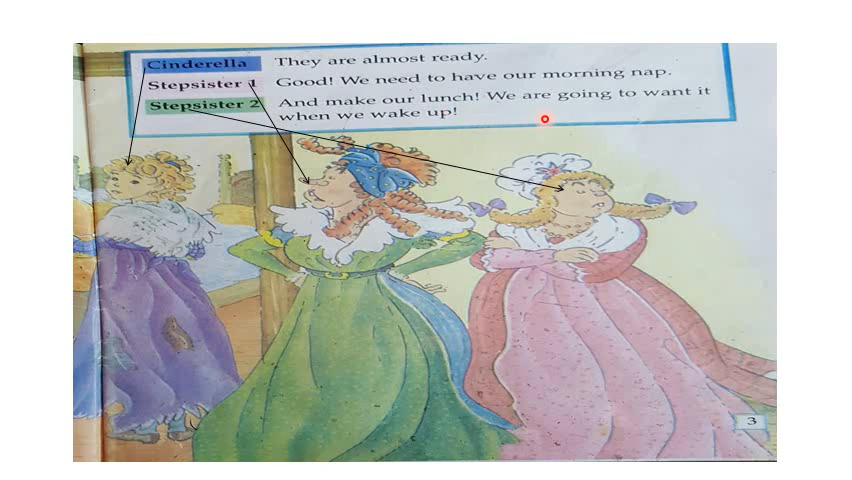 Cinderella They are almost ready.
Stepsister 1 Good! We need to have our morning nap.
Stepsister 2 And make our lunch! We are going to want it
when we wake up!
3